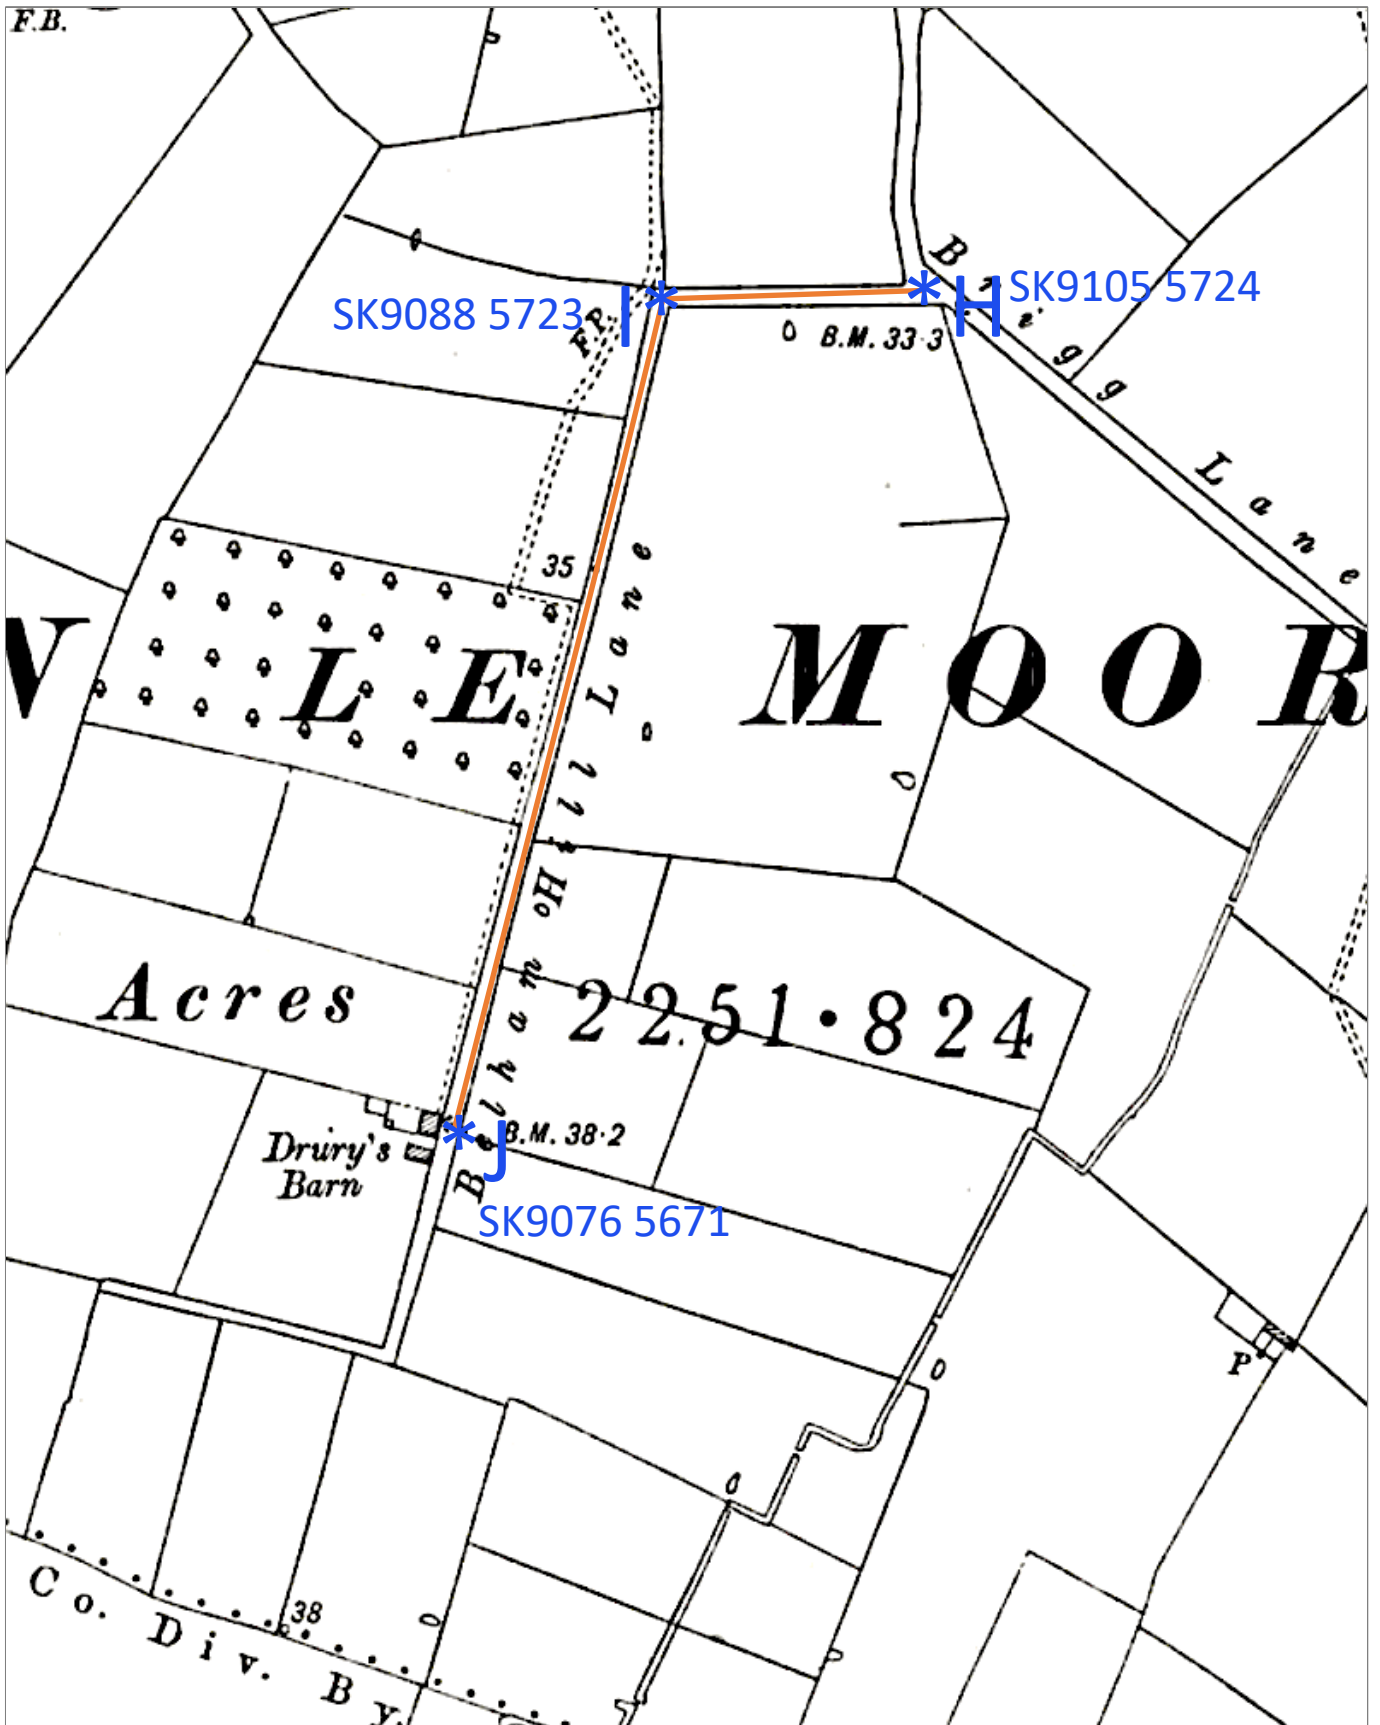 F.B.
Brigg Lane
SK9105 5724
H
SK9088 5723
I
F.P.
B.M. 33·3
35
Belham Hill Lane
N LE MOOR
Acres
2251·824
B.M. 38·2
J
Drury's
Barn
SK9076 5671
P
38
Co. Div. By.